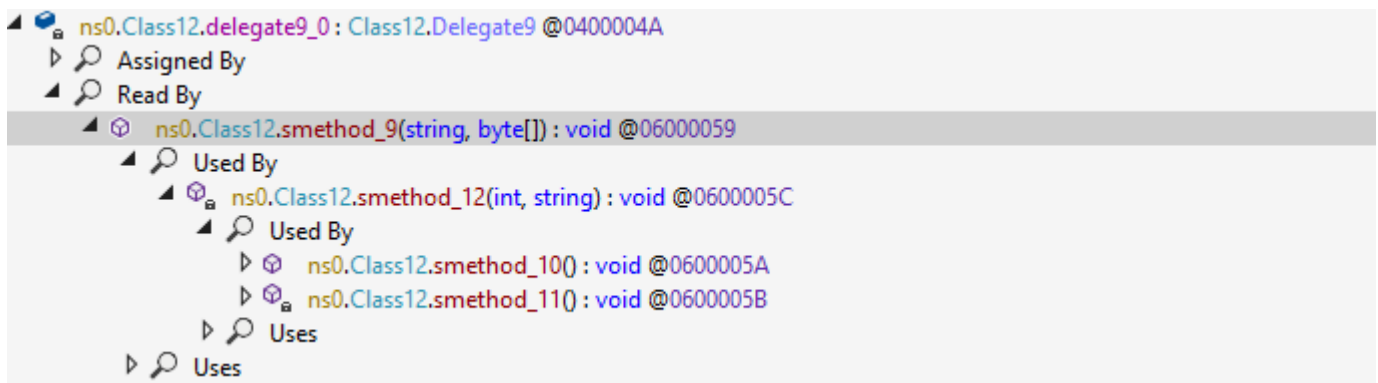 ns0.Class12.delegate9_0 : Class12.Delegate9 @0400004A
Assigned By
Read By
ns0.Class12.smethod_9(string, byte[]) : void @06000059
Used By
ns0.Class12.smethod_12(int, string) : void @0600005C
Used By
ns0.Class12.smethod_10() : void @0600005A
ns0.Class12.smethod_11() : void @0600005B
Uses
Uses